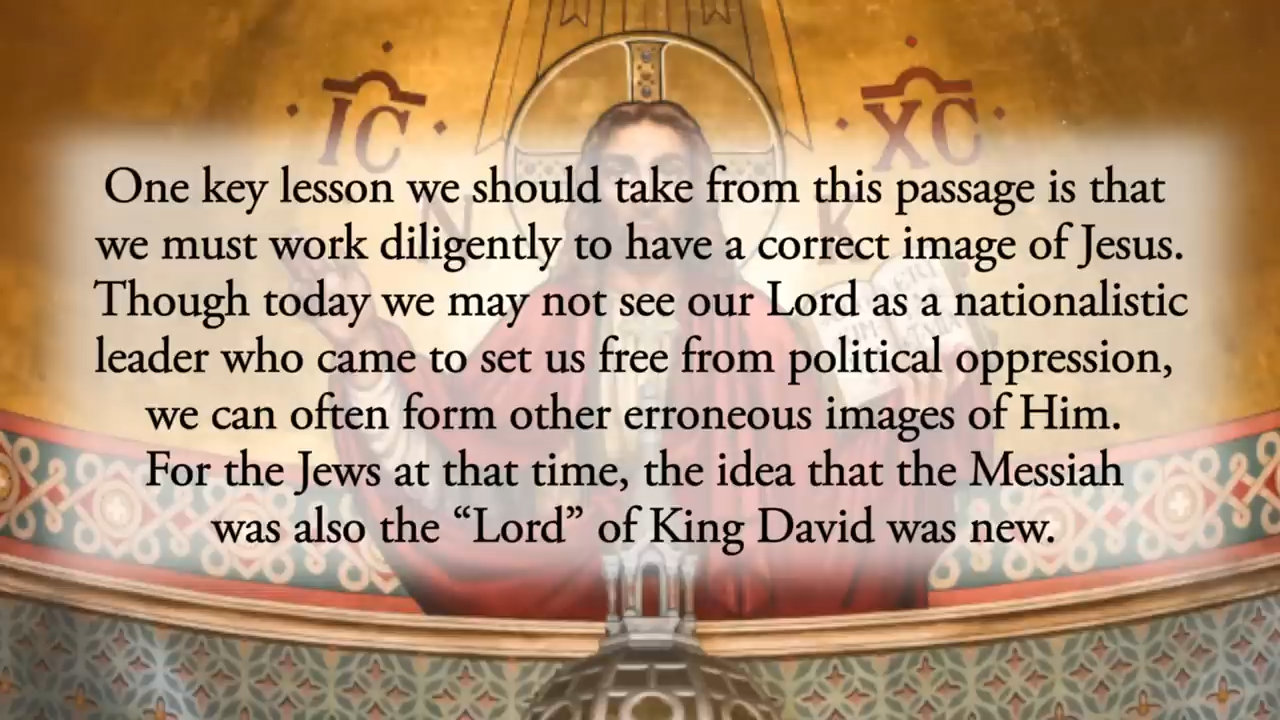 IC XC
N K
One key lesson we should take from this passage is that
we must work diligently to have a correct image of Jesus.
Though today we may not see our Lord as a nationalistic
leader who came to set us free from political oppression,
we can often form other erroneous images of Him.
For the Jews at that time, the idea that the Messiah
was also the “Lord” of King David was new.